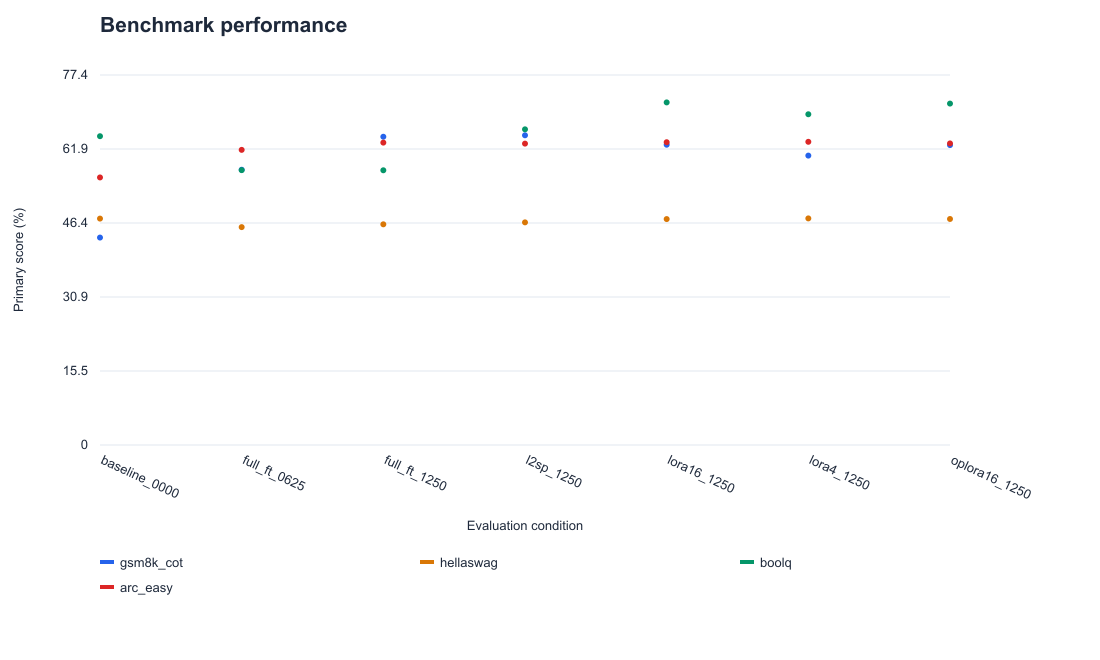 Benchmark performance
77.4
61.9
46.4
30.9
15.5
0
Primary score (%)
baseline_0000
full_ft_0625
full_ft_1250
l2sp_1250
lora16_1250
lora4_1250
oplora16_1250
Evaluation condition
gsm8k_cot
hellaswag
boolq
arc_easy